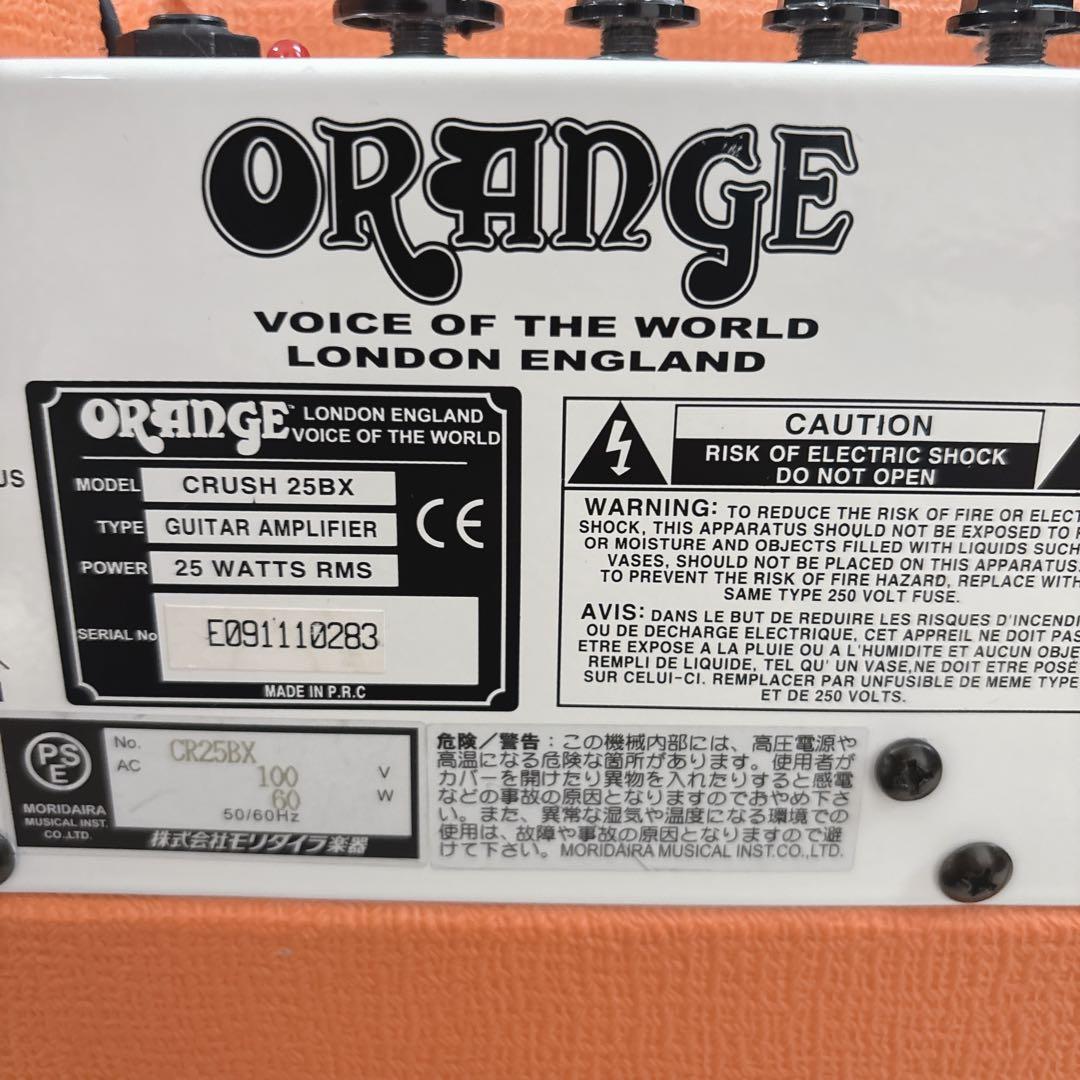 ORANGE
VOICE OF THE WORLD
LONDON ENGLAND
ORANGE™ LONDON ENGLAND
VOICE OF THE WORLD
MODEL CRUSH 25BX
TYPE GUITAR AMPLIFIER
POWER 25 WATTS RMS
CE
SERIAL No E091110283
MADE IN P.R.C
US
CAUTION
RISK OF ELECTRIC SHOCK
DO NOT OPEN
WARNING: TO REDUCE THE RISK OF FIRE OR ELECT
SHOCK, THIS APPARATUS SHOULD NOT BE EXPOSED TO
OR MOISTURE AND OBJECTS FILLED WITH LIQUIDS SUCH
VASES, SHOULD NOT BE PLACED ON THIS APPARATUS.
TO PREVENT THE RISK OF FIRE HAZARD, REPLACE WITH
SAME TYPE 250 VOLT FUSE.
AVIS: DANS LE BUT DE REDUIRE LES RISQUES D'INCENDI
OU DE DECHARGE ELECTRIQUE, CET APPREIL NE DOIT PAS
ETRE EXPOSE A LA PLUIE OU A L'HUMIDITE ET AUCUN OBJE
REMPLI DE LIQUIDE, TEL QU' UN VASE,NE DOIT ETRE POSÉ
SUR CELUI-CI. REMPLACER PAR UNFUSIBLE DE MEME TYPE
ET DE 250 VOLTS.
PSE
MORIDAIRA
MUSICAL INST.
CO.,LTD.
No. CR25BX
AC 100 V
60 W
50/60Hz
株式会社モリダイラ楽器
危険／警告：この機械内部には、高圧電源や
高温になる危険な箇所があります。使用者が
カバーを開けたり異物を入れたりすると感電
などの事故の原因となりますのでおやめ下さ
い。また、異常な湿気や温度になる環境での
使用は、故障や事故の原因となりますので避
けて下さい。MORIDAIRA MUSICAL INST.CO.,LTD.